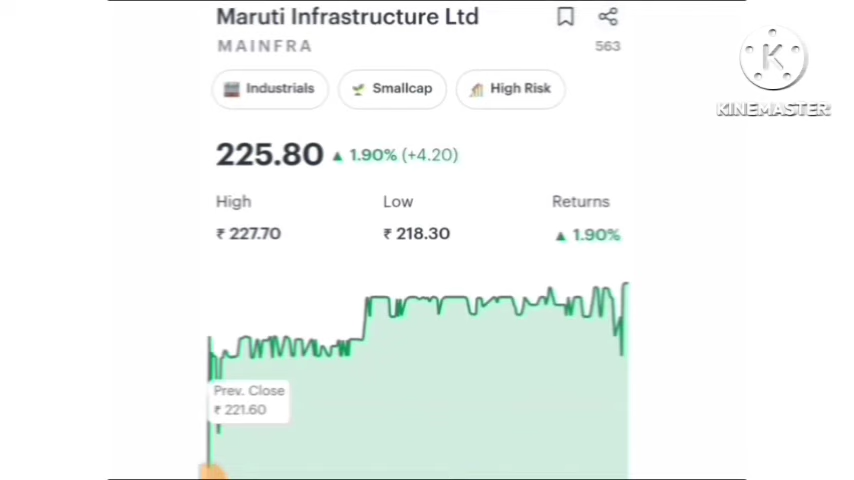 Maruti Infrastructure Ltd
MAINFRA
563
Industrials
Smallcap
High Risk
225.80 ▲ 1.90% (+4.20)
High Low Returns
₹ 227.70 ₹ 218.30 ▲ 1.90%
Prev. Close
₹ 221.60
K
KINEMASTER